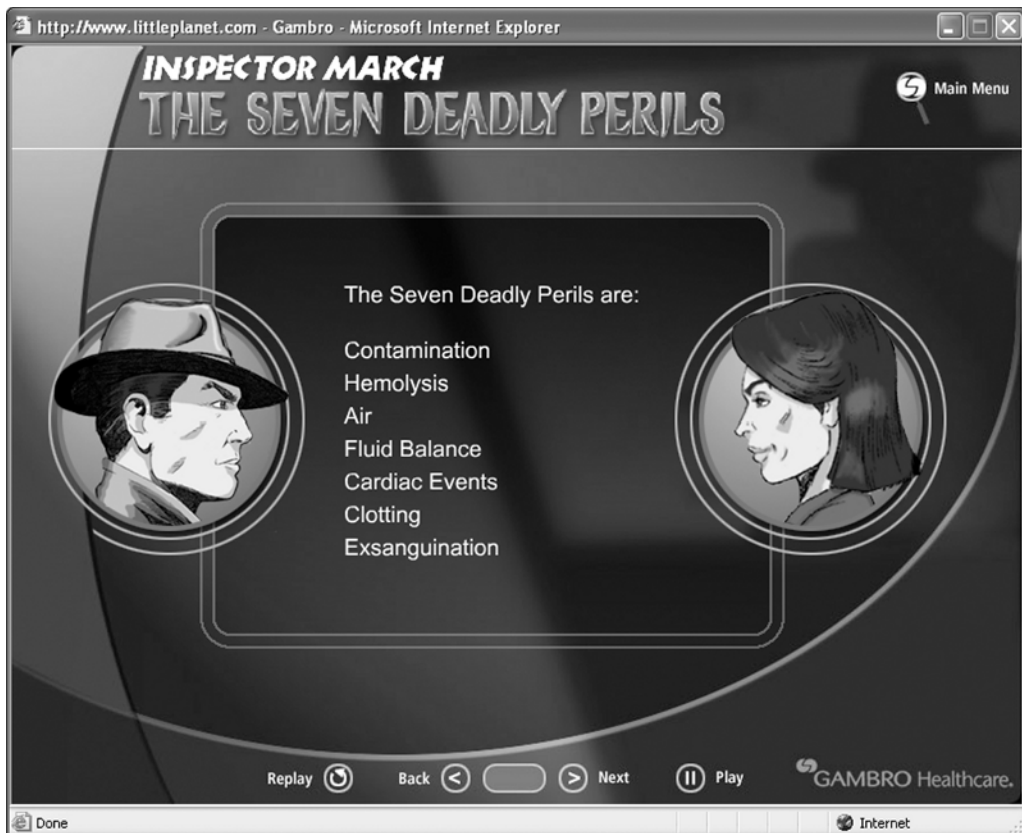 http://www.littleplanet.com - Gambro - Microsoft Internet Explorer
INSPECTOR MARCH
THE SEVEN DEADLY PERILS
Main Menu
The Seven Deadly Perils are:
Contamination
Hemolysis
Air
Fluid Balance
Cardiac Events
Clotting
Exsanguination
Replay Back < > Next Play
GAMBRO Healthcare.
Done Internet